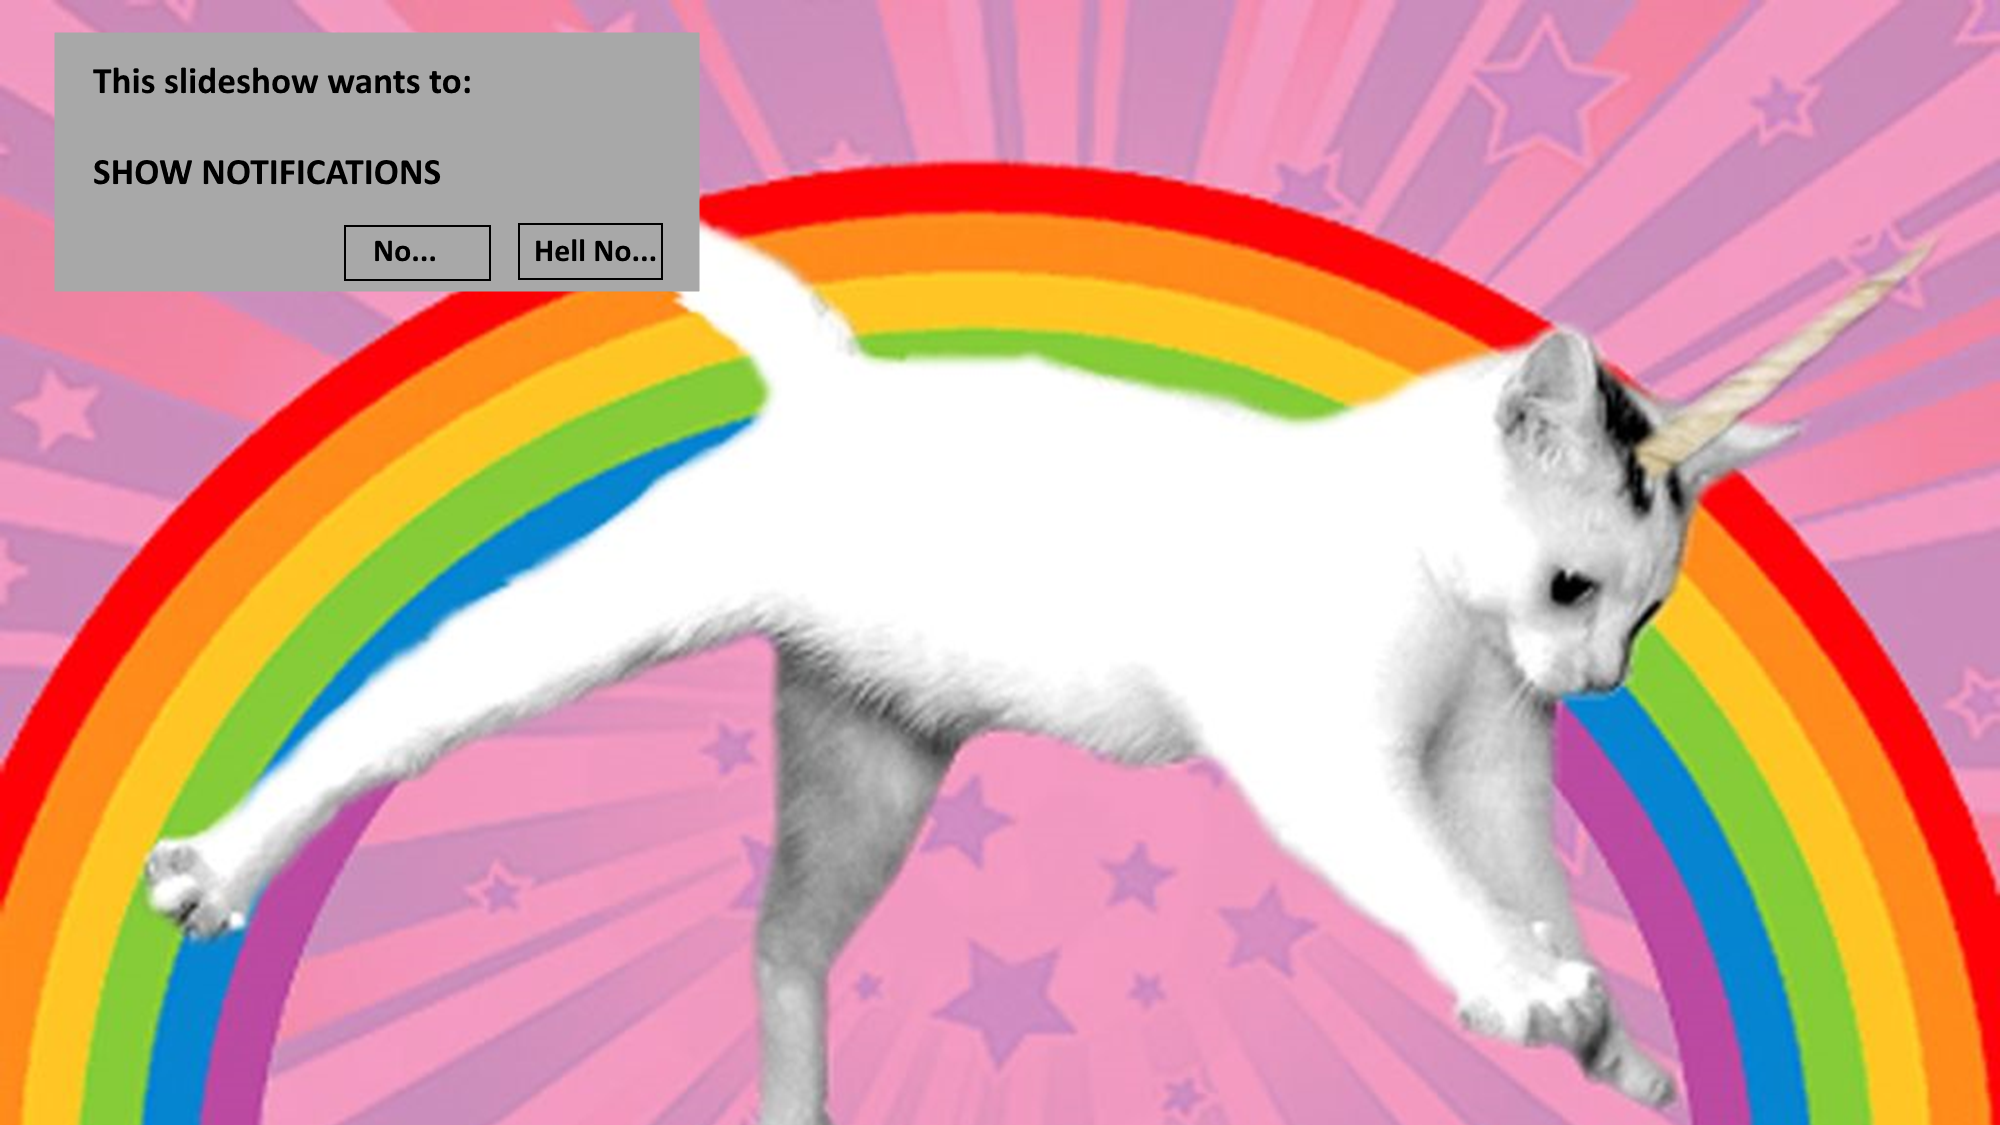 This slideshow wants to:
SHOW NOTIFICATIONS
No...
Hell No...